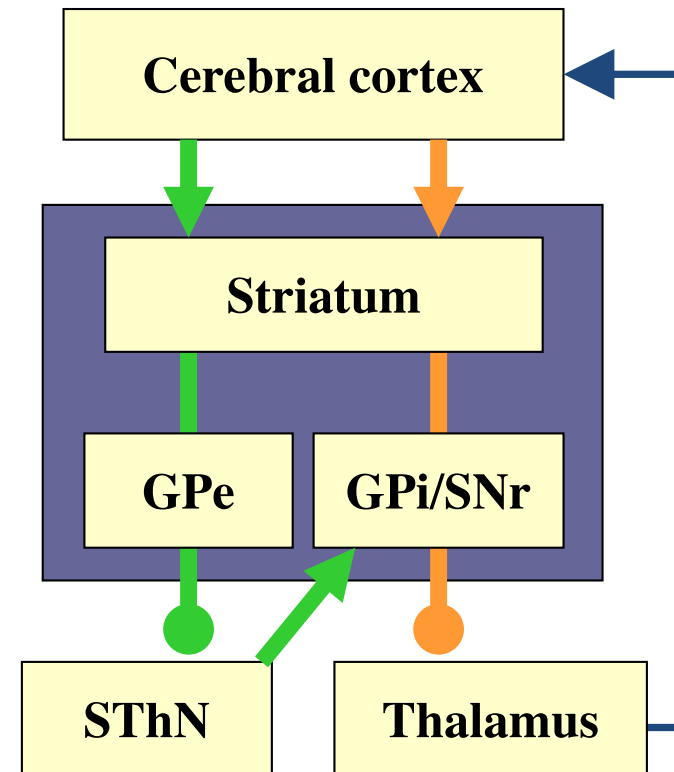 Cerebral cortex
Striatum
GPe
GPi/SNr
SThN
Thalamus